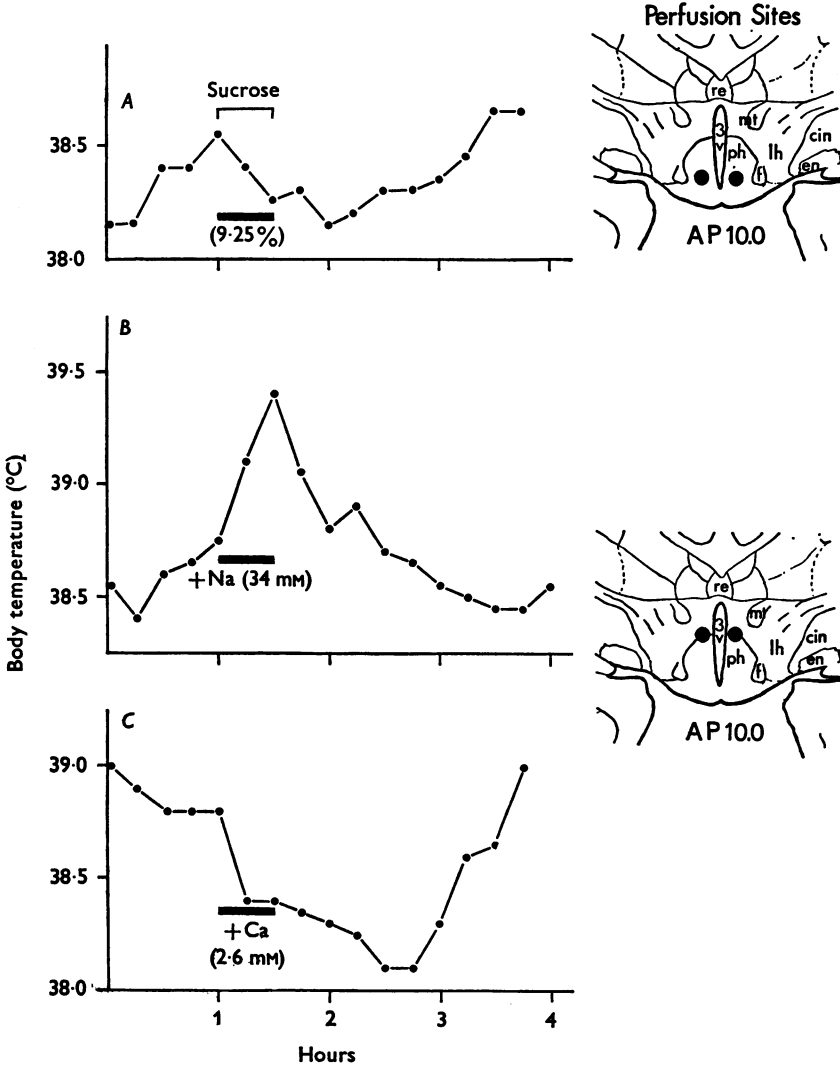 Perfusion Sites
A
Sucrose
(9·25%)
38·5
38·0
re
mt
3
v
ph
lh
cin
en
f
AP 10.0
B
39·5
39·0
38·5
+Na (34 mM)
Body temperature (°C)
re
mt
3
v
ph
lh
cin
en
f
AP 10.0
C
39·0
38·5
38·0
+Ca
(2·6 mM)
1 2 3 4
Hours